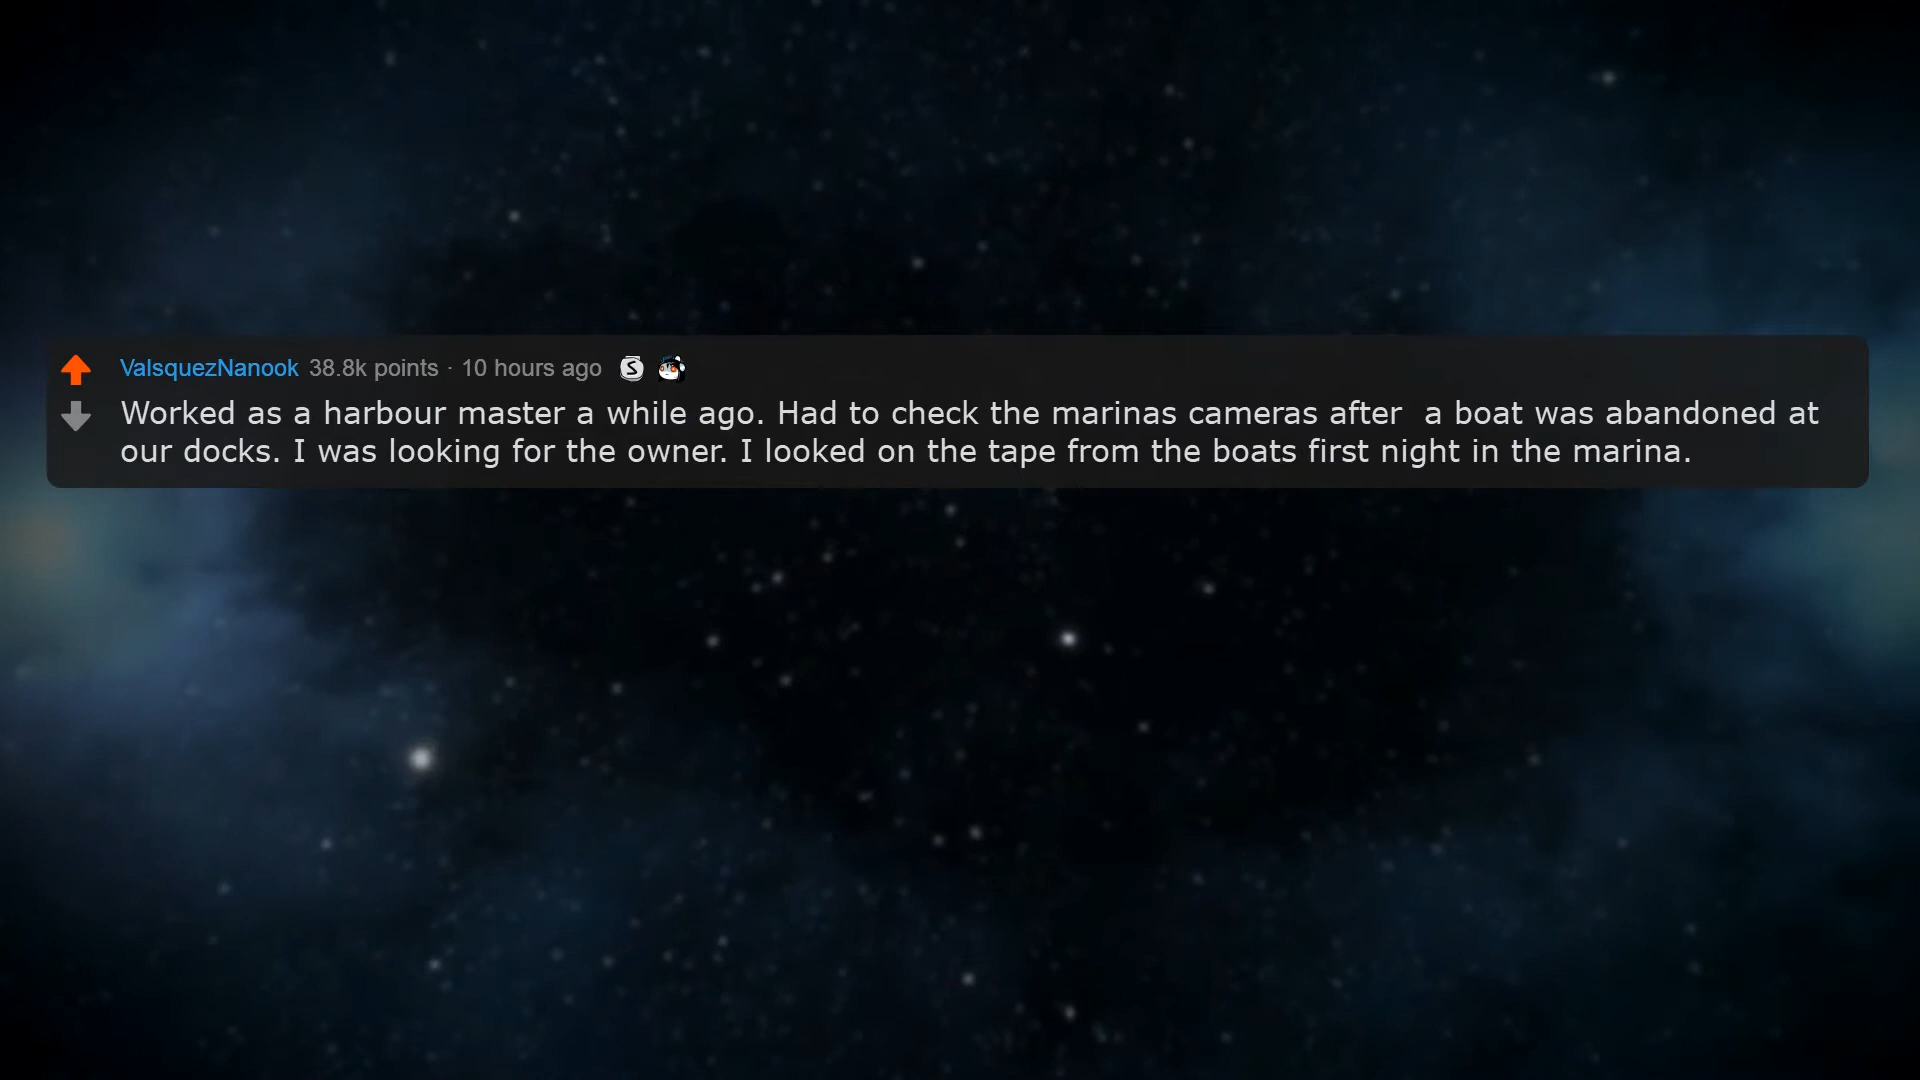 ValsquezNanook 38.8k points · 10 hours ago
Worked as a harbour master a while ago. Had to check the marinas cameras after  a boat was abandoned at
our docks. I was looking for the owner. I looked on the tape from the boats first night in the marina.